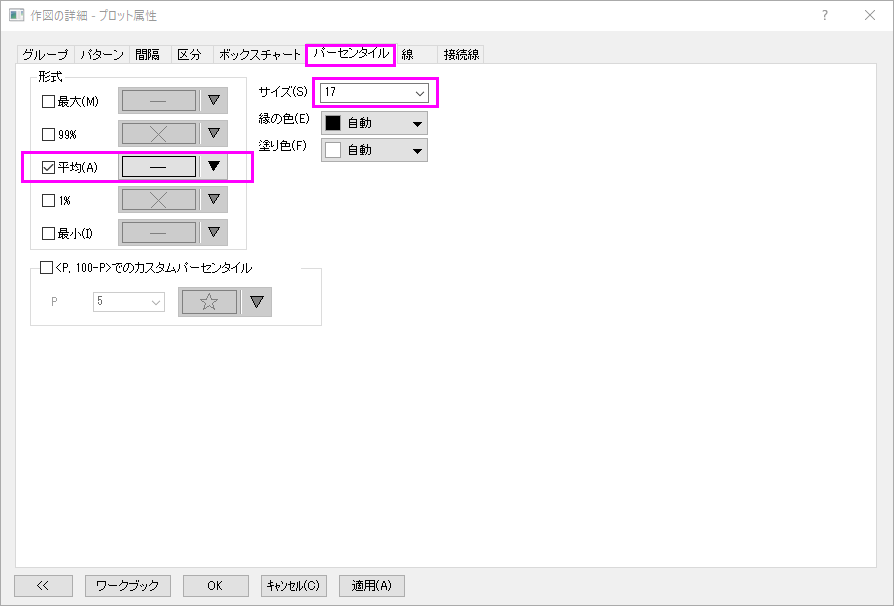 作図の詳細 - プロット属性
?
グループ パターン 間隔 区分 ボックスチャート パーセンタイル 線 接続線
形式
最大(M)
99%
平均(A)
1%
最小(I)
サイズ(S) 17
縁の色(E) 自動
塗り色(F) 自動
<P, 100-P>でのカスタムパーセンタイル
P 5
<< ワークブック OK キャンセル(C) 適用(A)